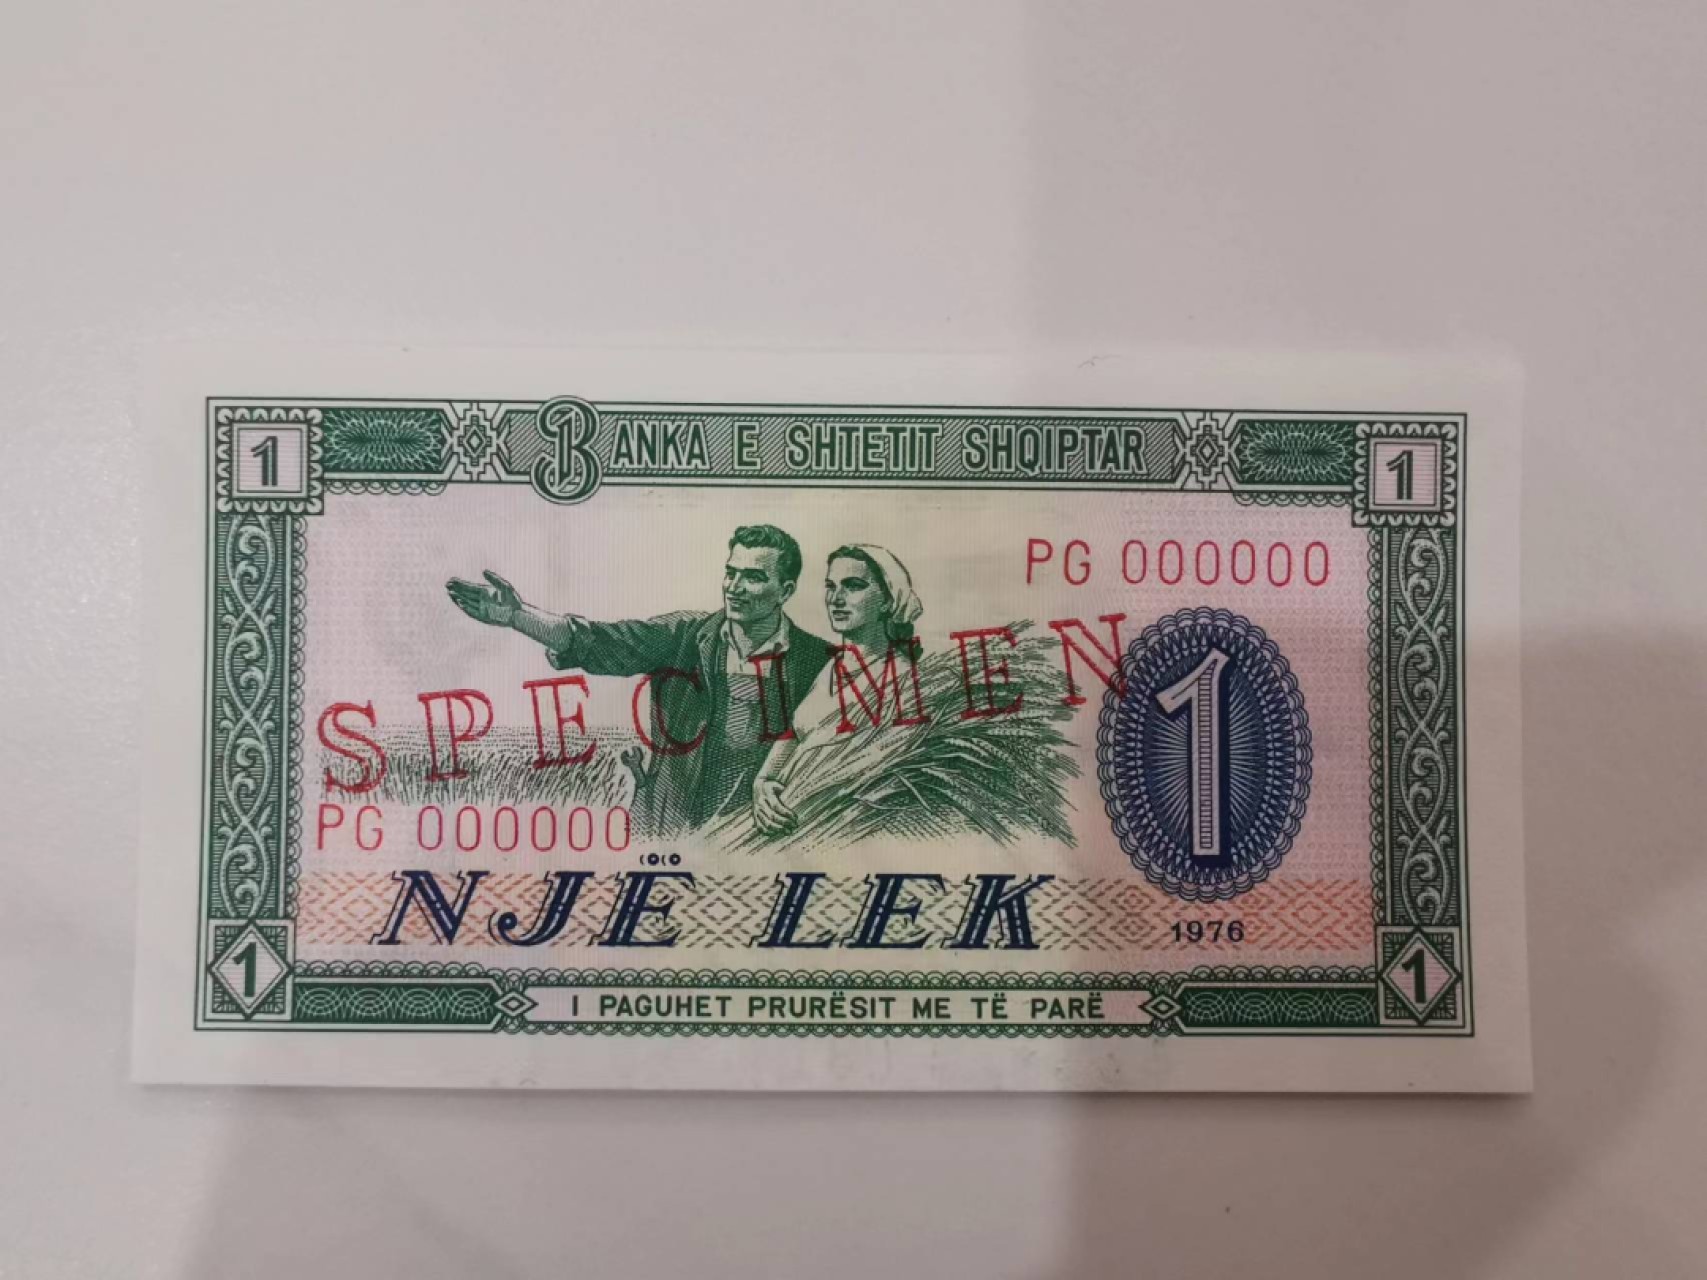 1 BANKA E SHTETIT SHQIPTAR 1
PG 000000
SPECIMEN
1
PG 000000
NJË LEK
1976
1 I PAGUHET PRURËSIT ME TË PARË 1